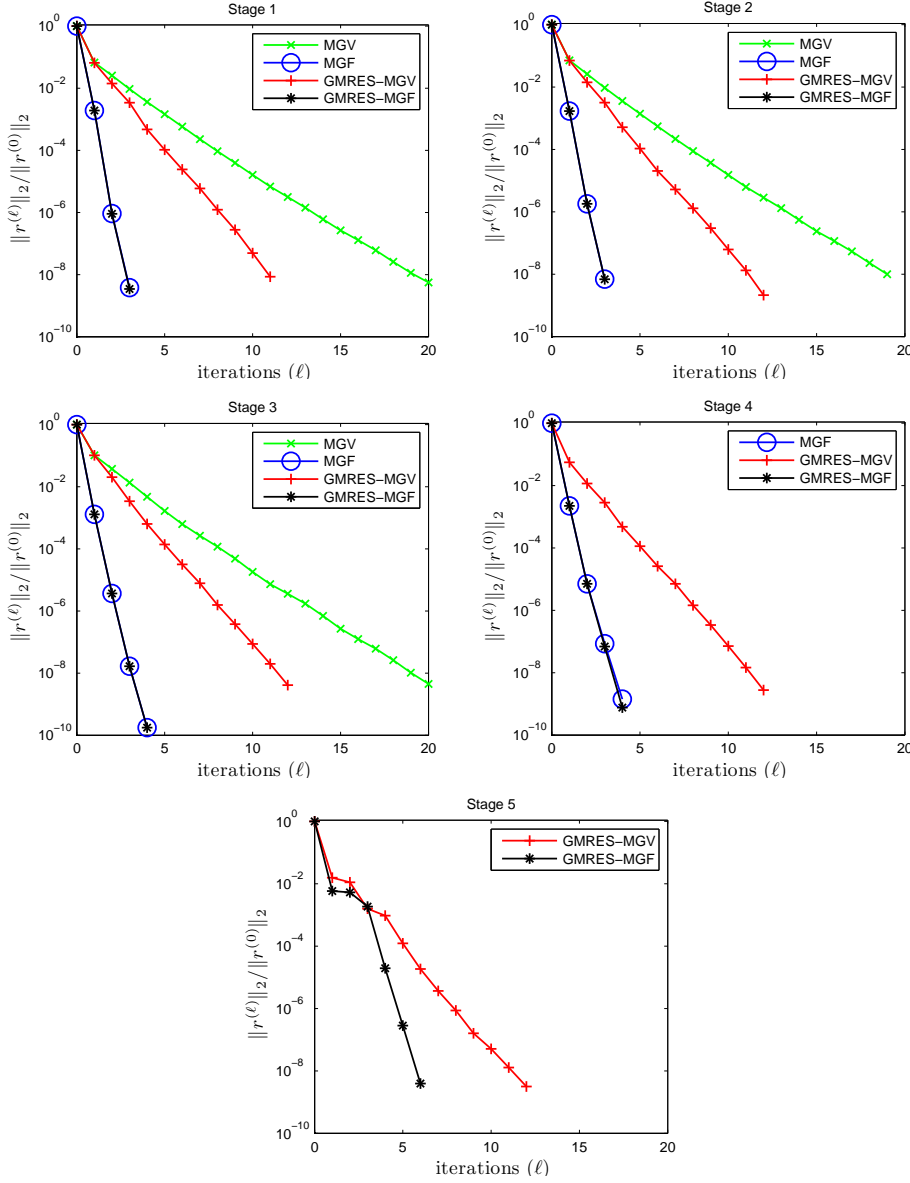 Stage 1
10^0
10^−2
10^−4
10^−6
10^−8
10^−10
0 5 10 15 20
iterations (ℓ)
‖r^(ℓ)‖_2/‖r^(0)‖_2
MGV
MGF
GMRES−MGV
GMRES−MGF
Stage 2
10^0
10^−2
10^−4
10^−6
10^−8
10^−10
0 5 10 15 20
iterations (ℓ)
‖r^(ℓ)‖_2/‖r^(0)‖_2
MGV
MGF
GMRES−MGV
GMRES−MGF
Stage 3
10^0
10^−2
10^−4
10^−6
10^−8
10^−10
0 5 10 15 20
iterations (ℓ)
‖r^(ℓ)‖_2/‖r^(0)‖_2
MGV
MGF
GMRES−MGV
GMRES−MGF
Stage 4
10^0
10^−2
10^−4
10^−6
10^−8
10^−10
0 5 10 15 20
iterations (ℓ)
‖r^(ℓ)‖_2/‖r^(0)‖_2
MGF
GMRES−MGV
GMRES−MGF
Stage 5
10^0
10^−2
10^−4
10^−6
10^−8
10^−10
0 5 10 15 20
iterations (ℓ)
‖r^(ℓ)‖_2/‖r^(0)‖_2
GMRES−MGV
GMRES−MGF